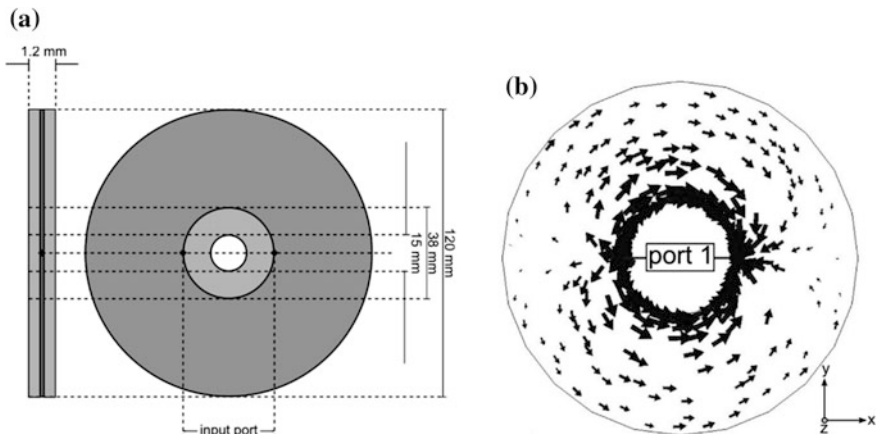 (a)
1.2 mm
15 mm
38 mm
120 mm
input port
(b)
port 1
y
z
x